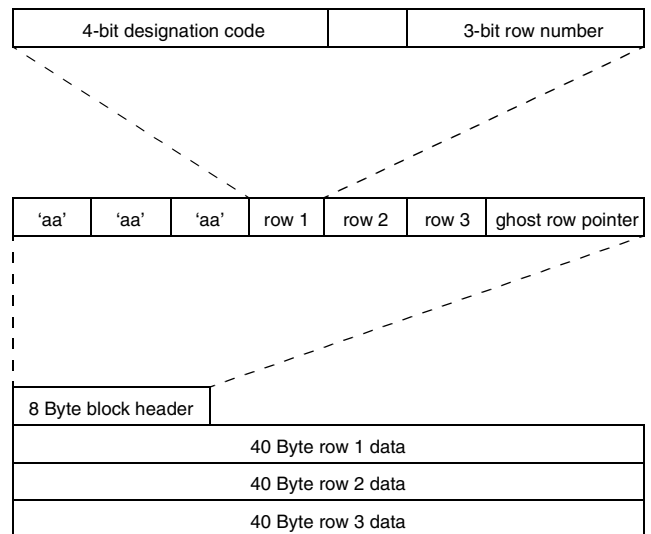 4-bit designation code 3-bit row number
‘aa’ ‘aa’ ‘aa’ row 1 row 2 row 3 ghost row pointer
8 Byte block header
40 Byte row 1 data
40 Byte row 2 data
40 Byte row 3 data